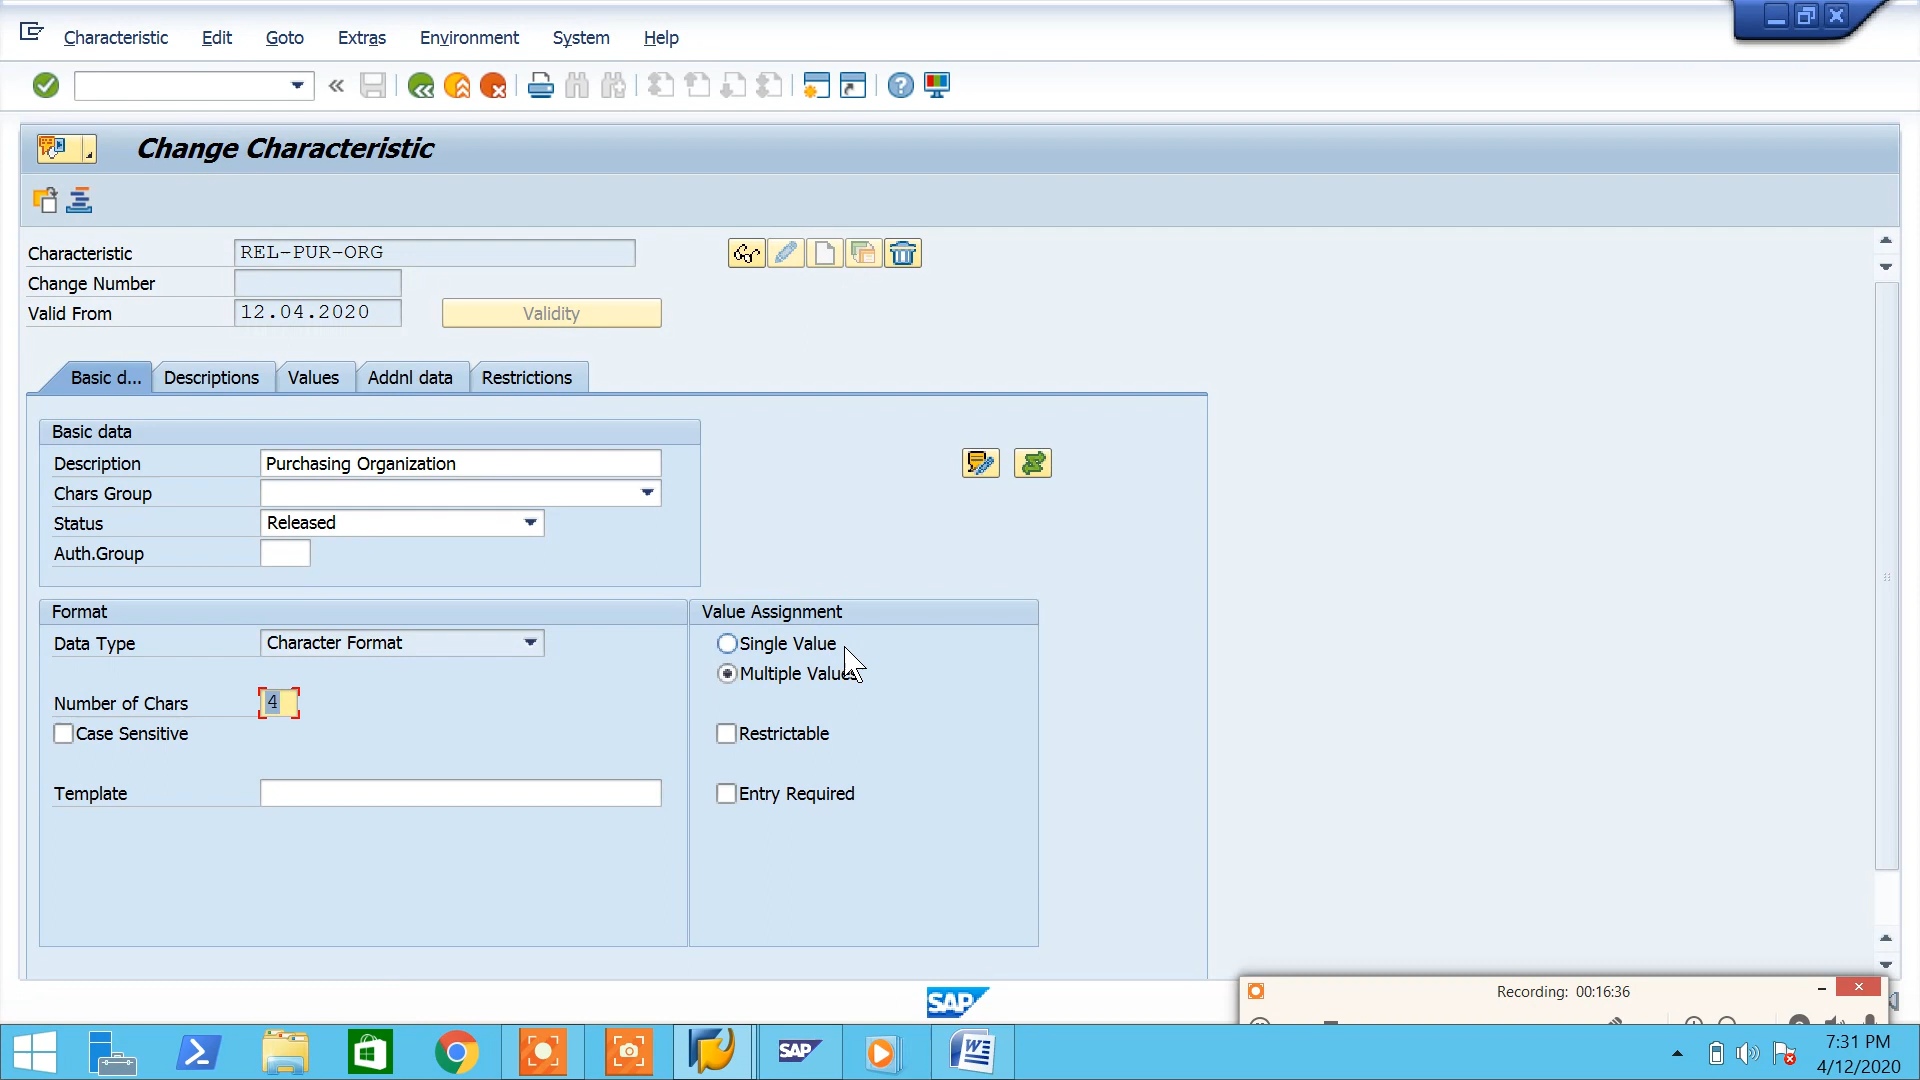 Characteristic Edit Goto Extras Environment System Help
Change Characteristic
Characteristic REL-PUR-ORG
Change Number
Valid From 12.04.2020 Validity
Basic d... Descriptions Values Addnl data Restrictions
Basic data
Description Purchasing Organization
Chars Group
Status Released
Auth.Group
Format Value Assignment
Data Type Character Format Single Value
Multiple Values
Number of Chars 4
Case Sensitive Restrictable
Template Entry Required
SAP
Recording: 00:16:36
SAP
7:31 PM
4/12/2020